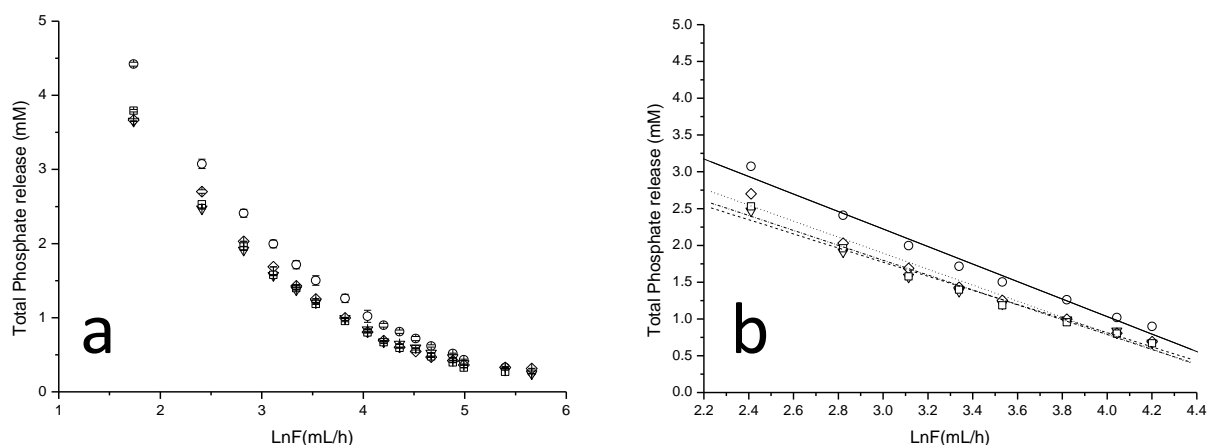 5
4
3
2
1
0
Total Phosphate release (mM)
a
1 2 3 4 5 6
LnF(mL/h)
5.0
4.5
4.0
3.5
3.0
2.5
2.0
1.5
1.0
0.5
0.0
Total Phosphate release (mM)
b
2.2 2.4 2.6 2.8 3.0 3.2 3.4 3.6 3.8 4.0 4.2 4.4
LnF(mL/h)